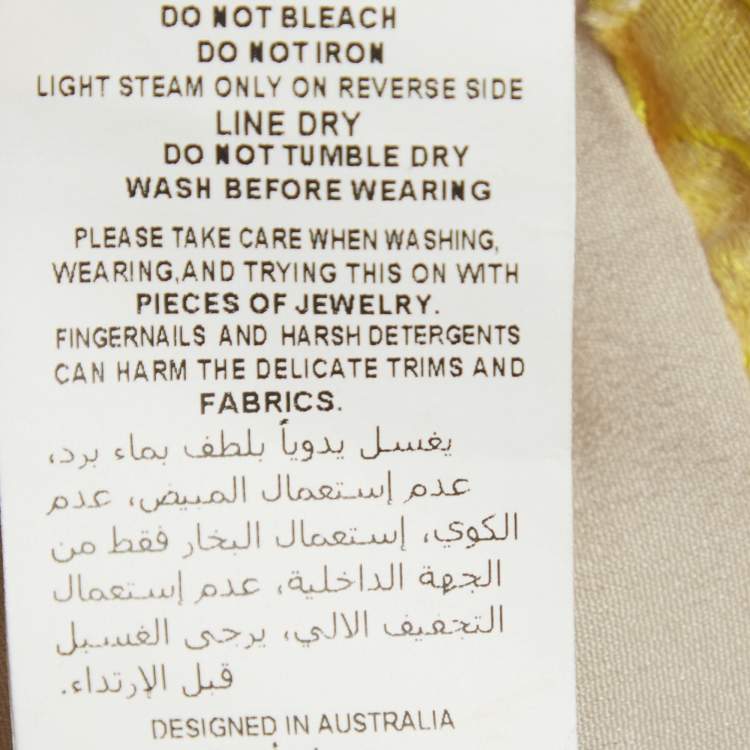 DO NOT BLEACH
DO NOT IRON
LIGHT STEAM ONLY ON REVERSE SIDE
LINE DRY
DO NOT TUMBLE DRY
WASH BEFORE WEARING
PLEASE TAKE CARE WHEN WASHING,
WEARING,AND TRYING THIS ON WITH
PIECES OF JEWELRY.
FINGERNAILS AND HARSH DETERGENTS
CAN HARM THE DELICATE TRIMS AND
FABRICS.
يغسل يدوياً بلطف بماء برد،
عدم إستعمال المبيض، عدم
الكوي، إستعمال البخار فقط من
الجهة الداخلية، عدم إستعمال
التجفيف الالي، يرجى الغسيل
قبل الإرتداء.
DESIGNED IN AUSTRALIA